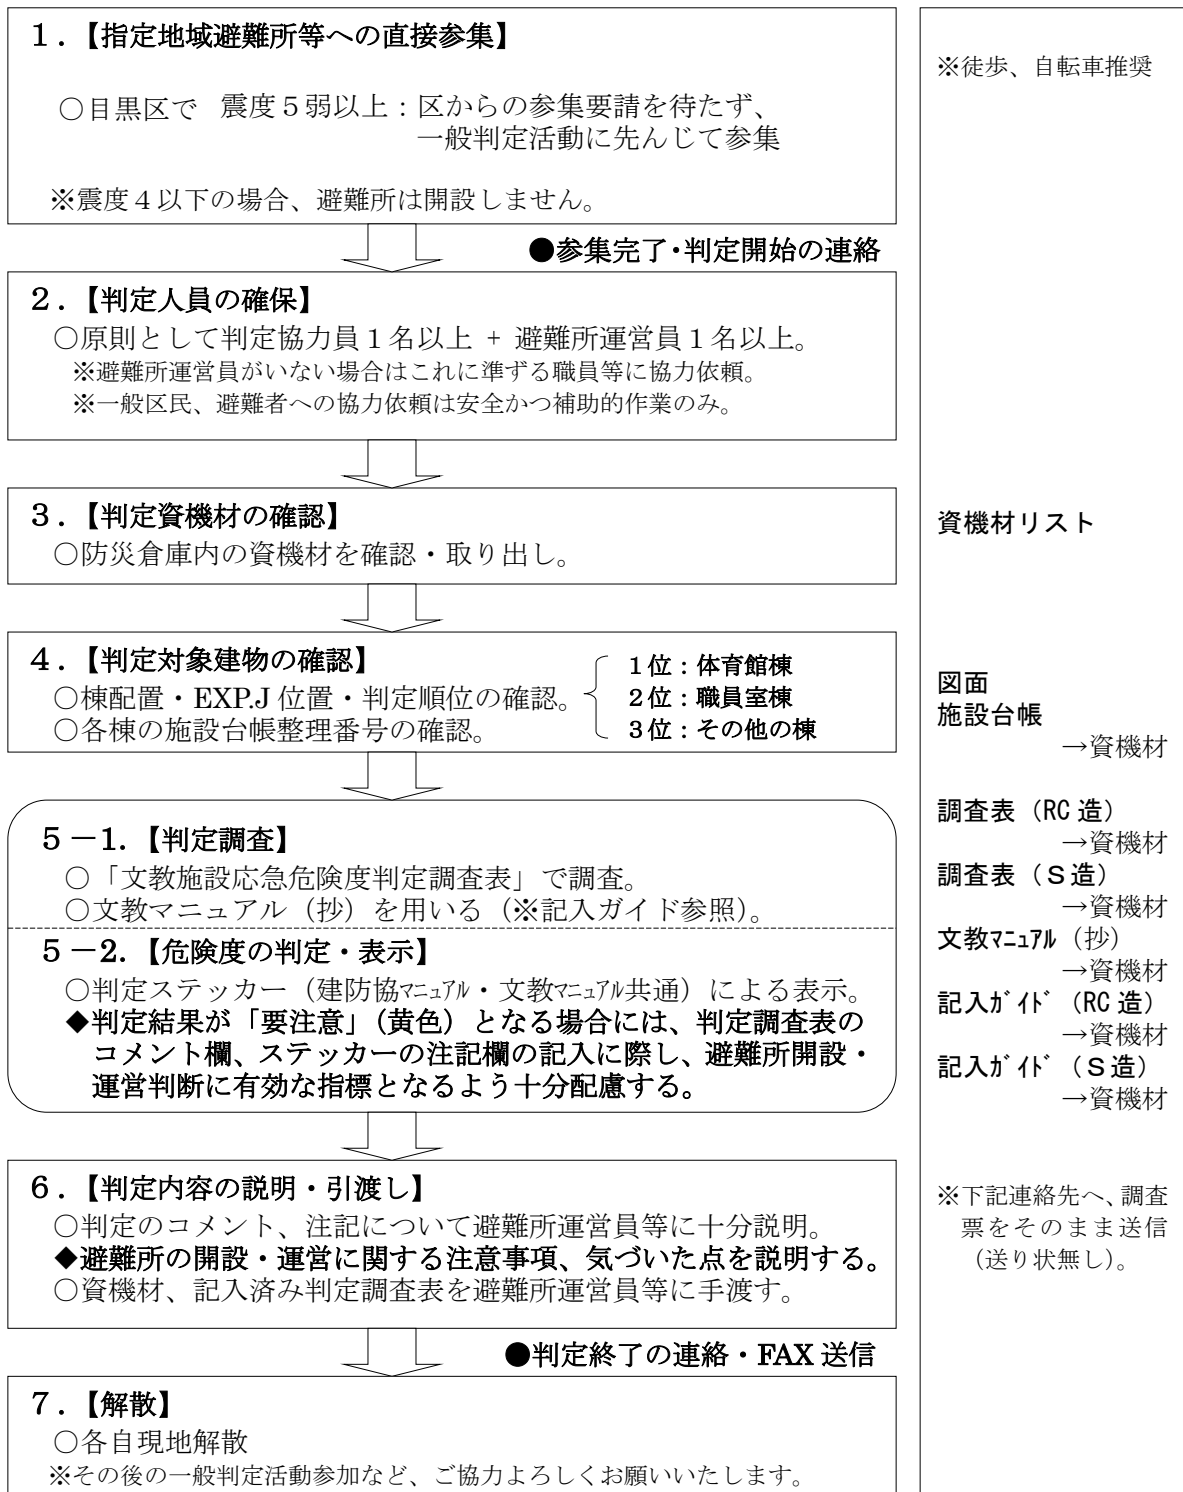 １．【指定地域避難所等への直接参集】
※徒歩、自転車推奨
○目黒区で　震度５弱以上：区からの参集要請を待たず、
一般判定活動に先んじて参集
※震度４以下の場合、避難所は開設しません。
●参集完了・判定開始の連絡
２．【判定人員の確保】
○原則として判定協力員１名以上 + 避難所運営員１名以上。
※避難所運営員がいない場合はこれに準ずる職員等に協力依頼。
※一般区民、避難者への協力依頼は安全かつ補助的作業のみ。
３．【判定資機材の確認】
資機材リスト
○防災倉庫内の資機材を確認・取り出し。
４．【判定対象建物の確認】
○棟配置・EXP.J 位置・判定順位の確認。
○各棟の施設台帳整理番号の確認。
１位：体育館棟
２位：職員室棟
３位：その他の棟
図面
施設台帳
→資機材
５－1.【判定調査】
○「文教施設応急危険度判定調査表」で調査。
○文教マニュアル（抄）を用いる（※記入ガイド参照）。
５－2.【危険度の判定・表示】
○判定ステッカー（建防協ﾏﾆｭｱﾙ・文教ﾏﾆｭｱﾙ共通）による表示。
◆判定結果が「要注意」（黄色）となる場合には、判定調査表の
コメント欄、ステッカーの注記欄の記入に際し、避難所開設・
運営判断に有効な指標となるよう十分配慮する。
調査表（RC 造）
→資機材
調査表（Ｓ造）
→資機材
文教ﾏﾆｭｱﾙ（抄）
→資機材
記入ｶﾞｲﾄﾞ（RC 造）
→資機材
記入ｶﾞｲﾄﾞ（Ｓ造）
→資機材
６．【判定内容の説明・引渡し】
○判定のコメント、注記について避難所運営員等に十分説明。
◆避難所の開設・運営に関する注意事項、気づいた点を説明する。
○資機材、記入済み判定調査表を避難所運営員等に手渡す。
※下記連絡先へ、調査
票をそのまま送信
（送り状無し）。
●判定終了の連絡・FAX 送信
７．【解散】
○各自現地解散
※その後の一般判定活動参加など、ご協力よろしくお願いいたします。